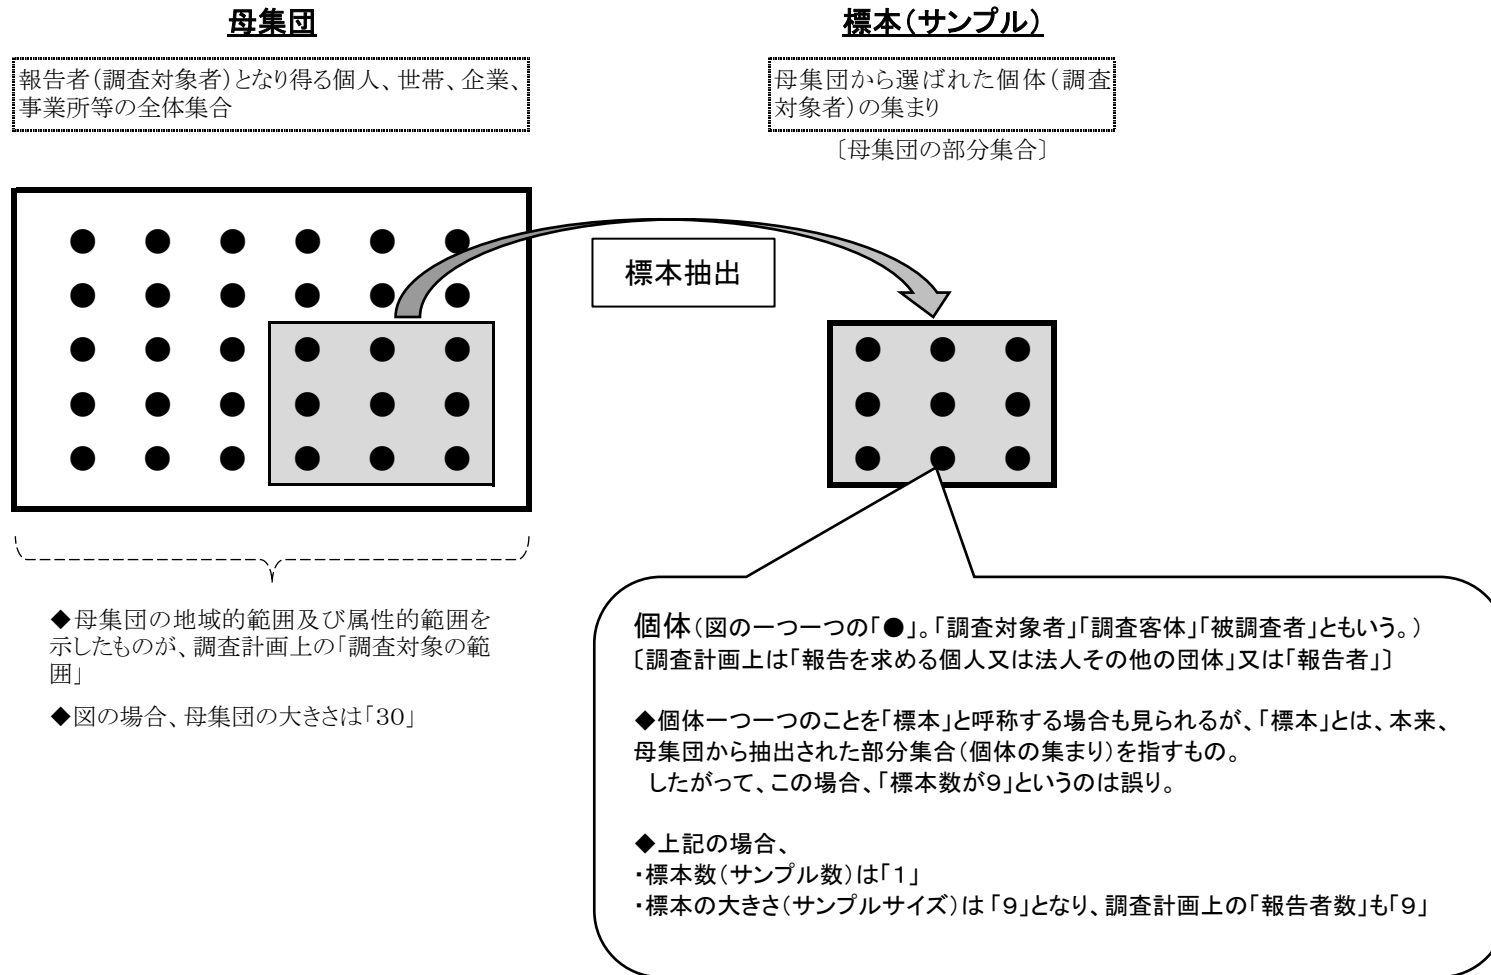 母集団
標本（サンプル）
報告者（調査対象者）となり得る個人、世帯、企業、
事業所等の全体集合
母集団から選ばれた個体（調査
対象者）の集まり
〔母集団の部分集合〕
標本抽出
◆母集団の地域的範囲及び属性的範囲を
示したものが、調査計画上の「調査対象の範
囲」
◆図の場合、母集団の大きさは「30」
個体（図の一つ一つの「●」。「調査対象者」「調査客体」「被調査者」ともいう。）
〔調査計画上は「報告を求める個人又は法人その他の団体」又は「報告者」〕
◆個体一つ一つのことを「標本」と呼称する場合も見られるが、「標本」とは、本来、
母集団から抽出された部分集合（個体の集まり）を指すもの。
したがって、この場合、「標本数が９」というのは誤り。
◆上記の場合、
・標本数（サンプル数）は「１」
・標本の大きさ（サンプルサイズ）は「９」となり、調査計画上の「報告者数」も「９」